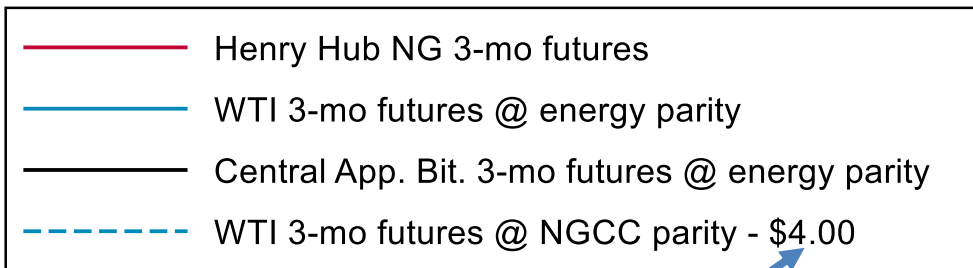 Henry Hub NG 3-mo futures
WTI 3-mo futures @ energy parity
Central App. Bit. 3-mo futures @ energy parity
WTI 3-mo futures @ NGCC parity - $4.00